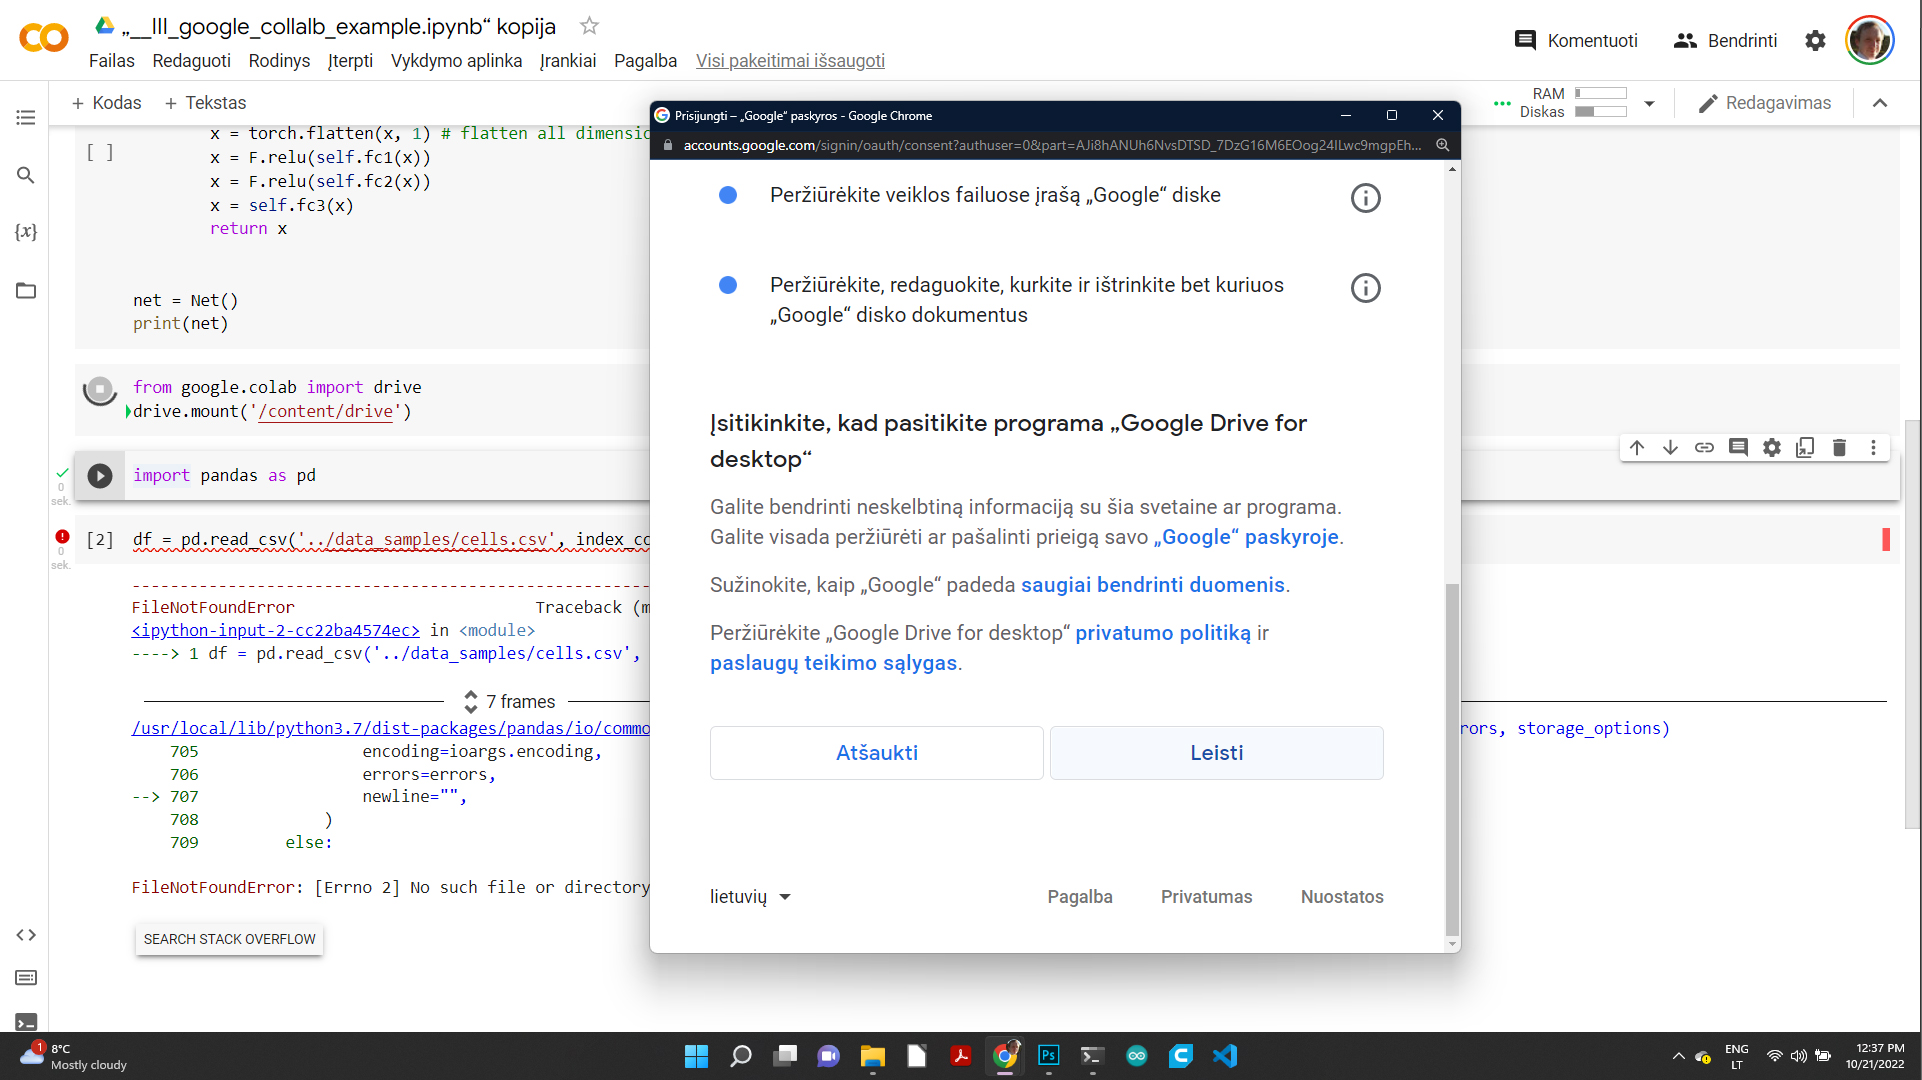 „__III_google_collalb_example.ipynb“ kopija
Failas Redaguoti Rodinys Įterpti Vykdymo aplinka Įrankiai Pagalba Visi pakeitimai išsaugoti
Komentuoti Bendrinti
+ Kodas + Tekstas
RAM
Diskas
Redagavimas
x = torch.flatten(x, 1) # flatten all dimensio
[ ]
x = F.relu(self.fc1(x))
x = F.relu(self.fc2(x))
x = self.fc3(x)
return x
net = Net()
print(net)
from google.colab import drive
drive.mount('/content/drive')
import pandas as pd
0
sek.
[2] df = pd.read_csv('../data_samples/cells.csv', index_co
0
sek.
---------------------------------------------------------------
FileNotFoundError Traceback (m
<ipython-input-2-cc22ba4574ec> in <module>
----> 1 df = pd.read_csv('../data_samples/cells.csv',
7 frames
/usr/local/lib/python3.7/dist-packages/pandas/io/commo
rors, storage_options)
705 encoding=ioargs.encoding,
706 errors=errors,
--> 707 newline="",
708 )
709 else:
FileNotFoundError: [Errno 2] No such file or directory
SEARCH STACK OVERFLOW
{x}
Prisijungti – „Google“ paskyros - Google Chrome
accounts.google.com/signin/oauth/consent?authuser=0&part=AJi8hANUh6NvsDTSD_7DzG16M6EOog24ILwc9mgpEh...
Peržiūrėkite veiklos failuose įrašą „Google“ diske
Peržiūrėkite, redaguokite, kurkite ir ištrinkite bet kuriuos
„Google“ disko dokumentus
Įsitikinkite, kad pasitikite programa „Google Drive for
desktop“
Galite bendrinti neskelbtiną informaciją su šia svetaine ar programa.
Galite visada peržiūrėti ar pašalinti prieigą savo „Google“ paskyroje.
Sužinokite, kaip „Google“ padeda saugiai bendrinti duomenis.
Peržiūrėkite „Google Drive for desktop“ privatumo politiką ir
paslaugų teikimo sąlygas.
Atšaukti Leisti
lietuvių Pagalba Privatumas Nuostatos
1
8°C
Mostly cloudy
Ps
ENG
LT
12:37 PM
10/21/2022